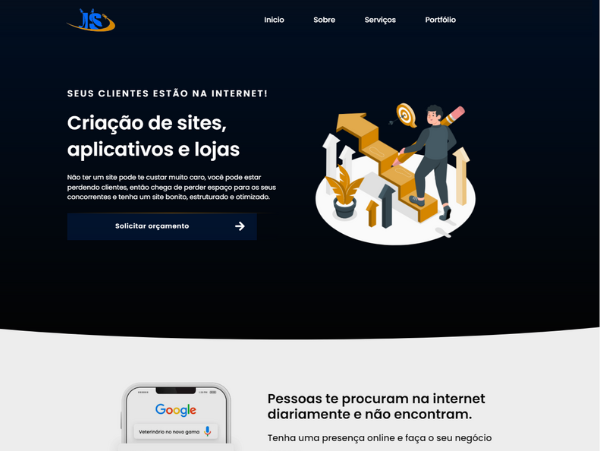 JS
Inicio Sobre Serviços Portfólio
SEUS CLIENTES ESTÃO NA INTERNET!
Criação de sites,
aplicativos e lojas
Não ter um site pode te custar muito caro, você pode estar
perdendo clientes, então chega de perder espaço para os seus
concorrentes e tenha um site bonito, estruturado e otimizado.
Solicitar orçamento
Google
Veterinário no novo gama
Pessoas te procuram na internet
diariamente e não encontram.
Tenha uma presença online e faça o seu negócio